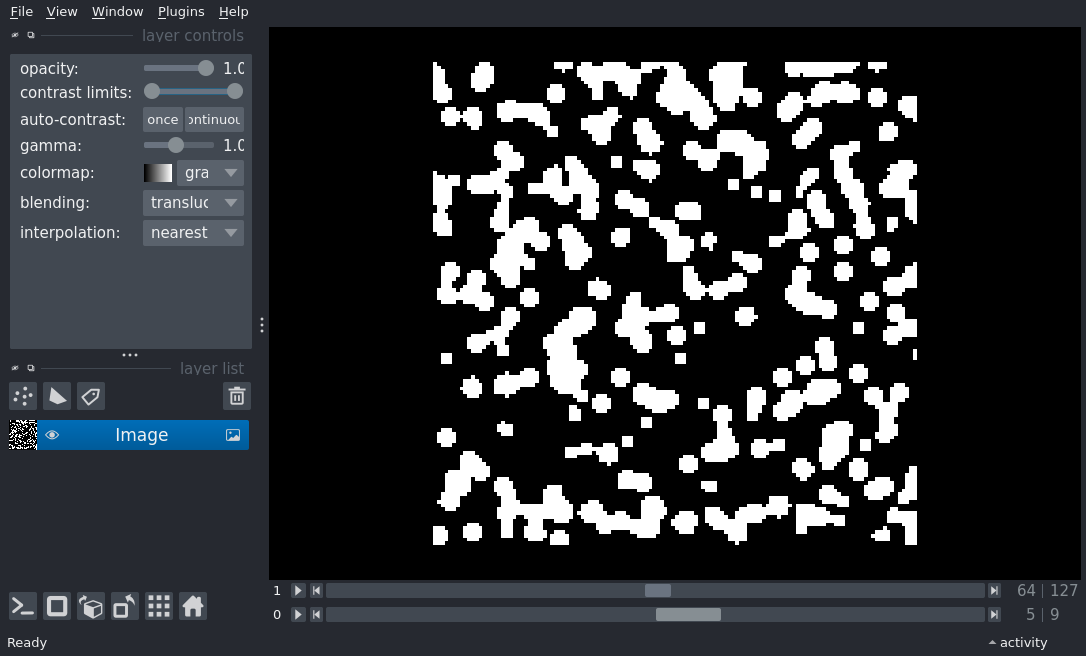 File View Window Plugins Help
layer controls
opacity: 1.0
contrast limits:
auto-contrast: once ontinuou
gamma: 1.0
colormap: gra
blending: transluc
interpolation: nearest
layer list
Image
1 64 | 127
0 5 | 9
Ready activity